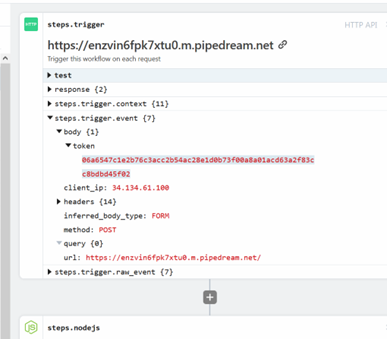 HTTP
steps.trigger
HTTP API
https://enzvin6fpk7xtu0.m.pipedream.net
Trigger this workflow on each request
test
response {2}
steps.trigger.context {11}
steps.trigger.event {7}
body {1}
token
06a6547c1e2b76c3acc2b54ac28e1d0b73f00a8a01acd63a2f83c
c8bdbd45f02
client_ip: 34.134.61.100
headers {14}
inferred_body_type: FORM
method: POST
query {0}
url: https://enzvin6fpk7xtu0.m.pipedream.net/
steps.trigger.raw_event {7}
steps.nodejs